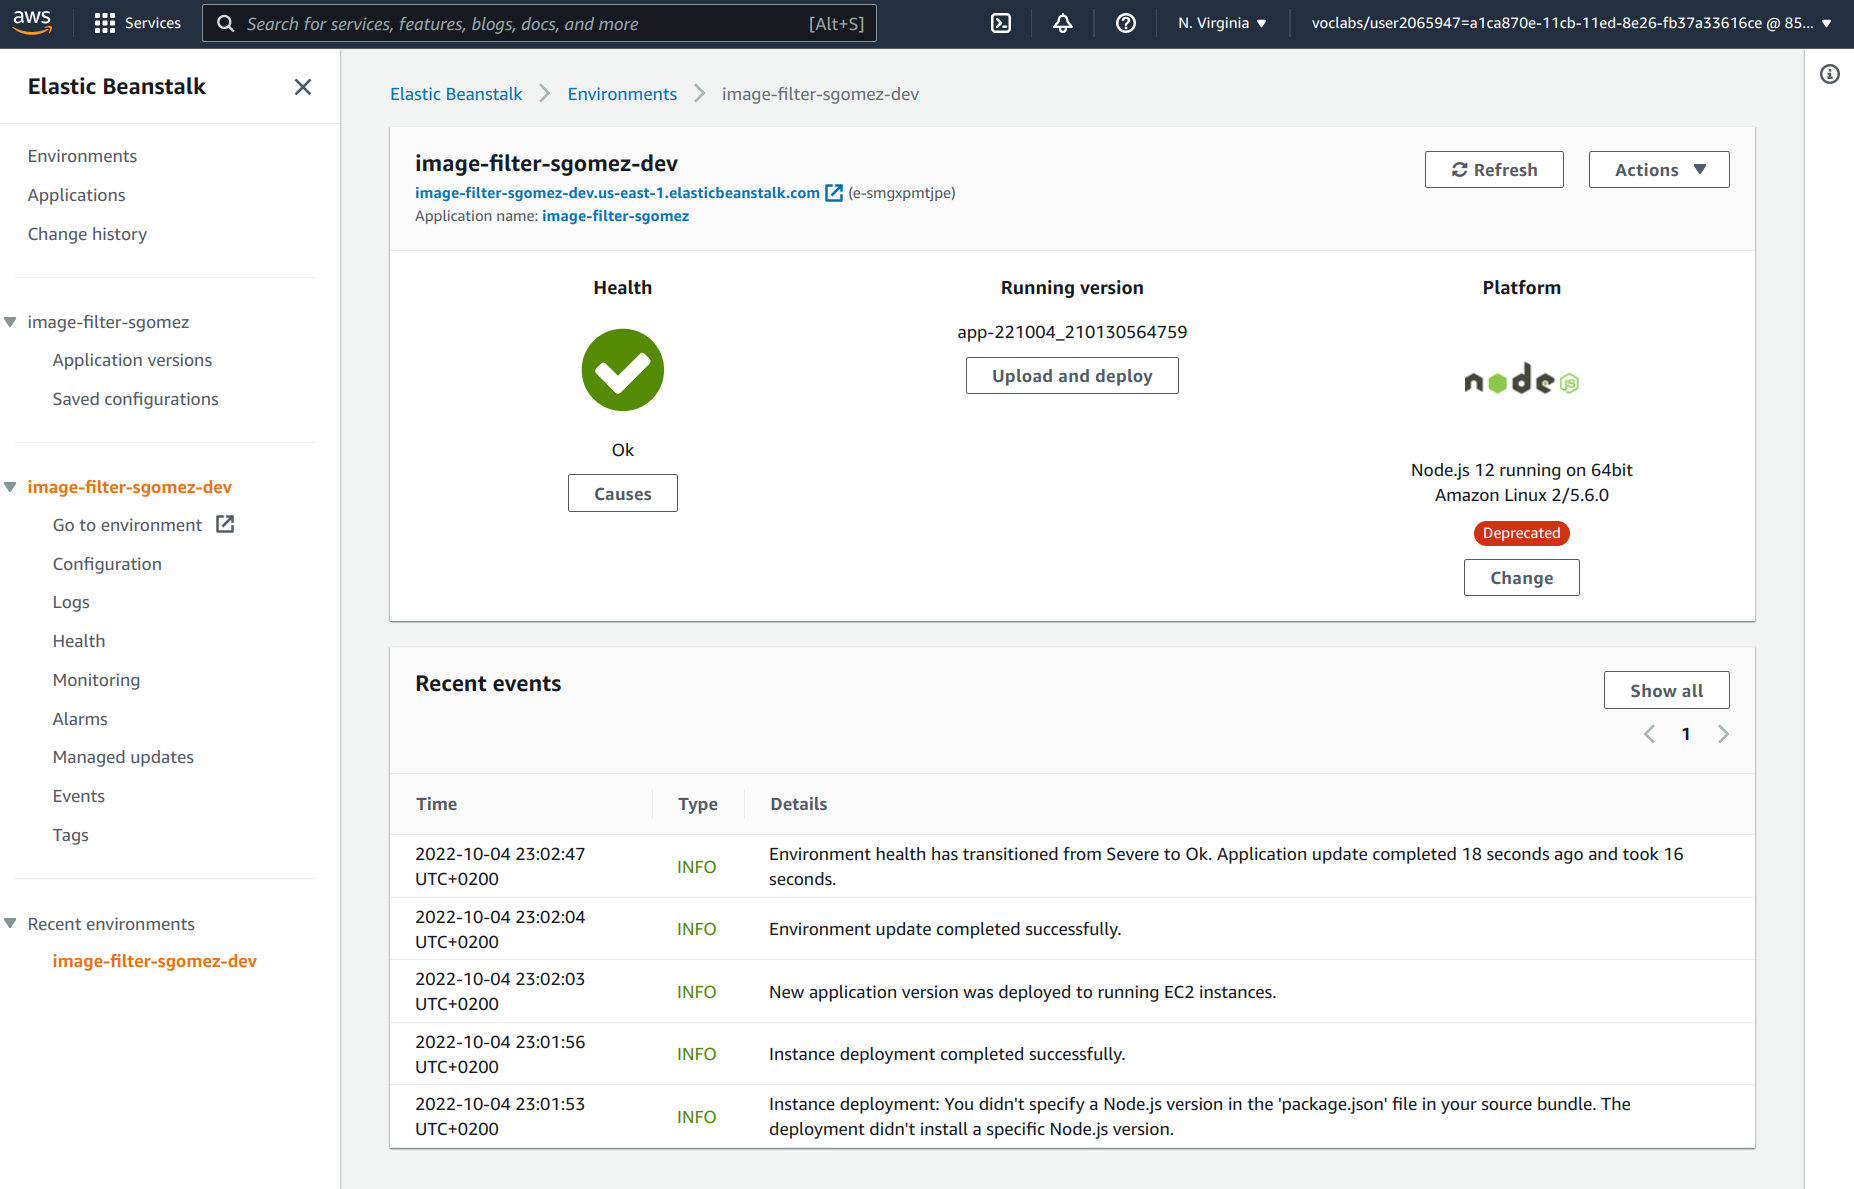 aws
Services
Search for services, features, blogs, docs, and more
[Alt+S]
N. Virginia
voclabs/user2065947=a1ca870e-11cb-11ed-8e26-fb37a33616ce @ 85...
Elastic Beanstalk
Environments
Applications
Change history
image-filter-sgomez
Application versions
Saved configurations
image-filter-sgomez-dev
Go to environment
Configuration
Logs
Health
Monitoring
Alarms
Managed updates
Events
Tags
Recent environments
image-filter-sgomez-dev
Elastic Beanstalk
Environments
image-filter-sgomez-dev
image-filter-sgomez-dev
image-filter-sgomez-dev.us-east-1.elasticbeanstalk.com (e-smgxpmtjpe)
Application name: image-filter-sgomez
Refresh
Actions
Health
Ok
Causes
Running version
app-221004_210130564759
Upload and deploy
Platform
node JS
Node.js 12 running on 64bit
Amazon Linux 2/5.6.0
Deprecated
Change
Recent events
Show all
1
Time
Type
Details
2022-10-04 23:02:47
UTC+0200
INFO
Environment health has transitioned from Severe to Ok. Application update completed 18 seconds ago and took 16
seconds.
2022-10-04 23:02:04
UTC+0200
INFO
Environment update completed successfully.
2022-10-04 23:02:03
UTC+0200
INFO
New application version was deployed to running EC2 instances.
2022-10-04 23:01:56
UTC+0200
INFO
Instance deployment completed successfully.
2022-10-04 23:01:53
UTC+0200
INFO
Instance deployment: You didn't specify a Node.js version in the 'package.json' file in your source bundle. The
deployment didn't install a specific Node.js version.